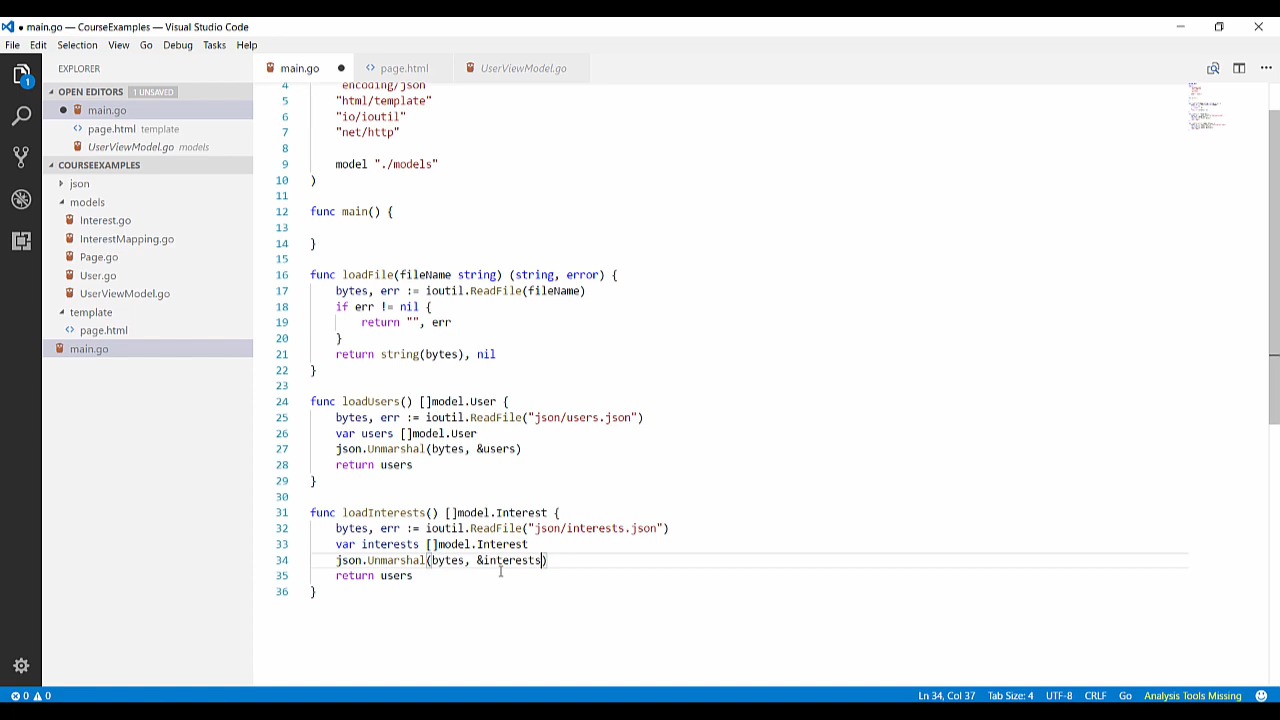 ● main.go — CourseExamples — Visual Studio Code
File Edit Selection View Go Debug Tasks Help
EXPLORER
main.go ● page.html UserViewModel.go
OPEN EDITORS 1 UNSAVED
● main.go
page.html template
UserViewModel.go models
COURSEEXAMPLES
json
models
Interest.go
InterestMapping.go
Page.go
User.go
UserViewModel.go
template
page.html
main.go
4 "encoding/json"
5 "html/template"
6 "io/ioutil"
7 "net/http"
8
9 model "./models"
10 )
11
12 func main() {
13
14 }
15
16 func loadFile(fileName string) (string, error) {
17 bytes, err := ioutil.ReadFile(fileName)
18 if err != nil {
19 return "", err
20 }
21 return string(bytes), nil
22 }
23
24 func loadUsers() []model.User {
25 bytes, err := ioutil.ReadFile("json/users.json")
26 var users []model.User
27 json.Unmarshal(bytes, &users)
28 return users
29 }
30
31 func loadInterests() []model.Interest {
32 bytes, err := ioutil.ReadFile("json/interests.json")
33 var interests []model.Interest
34 json.Unmarshal(bytes, &interests)
35 return users
36 }
1
0 0 Ln 34, Col 37 Tab Size: 4 UTF-8 CRLF Go Analysis Tools Missing